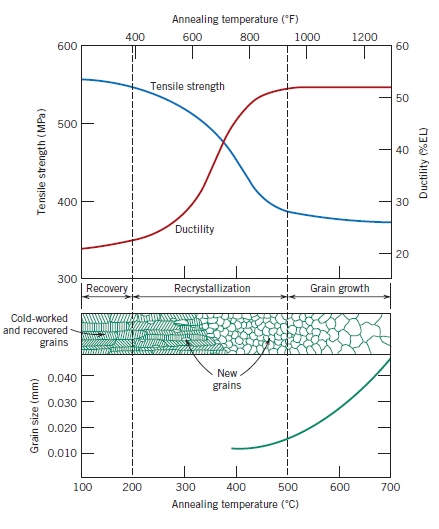 Annealing temperature (°F)
400 600 800 1000 1200
600 60
Tensile strength
50
500
Tensile strength (MPa)
40
Ductility (%EL)
400 30
Ductility
20
300
Recovery Recrystallization Grain growth
Cold-worked
and recovered
grains
New
grains
0.040
0.030
Grain size (mm)
0.020
0.010
100 200 300 400 500 600 700
Annealing temperature (°C)